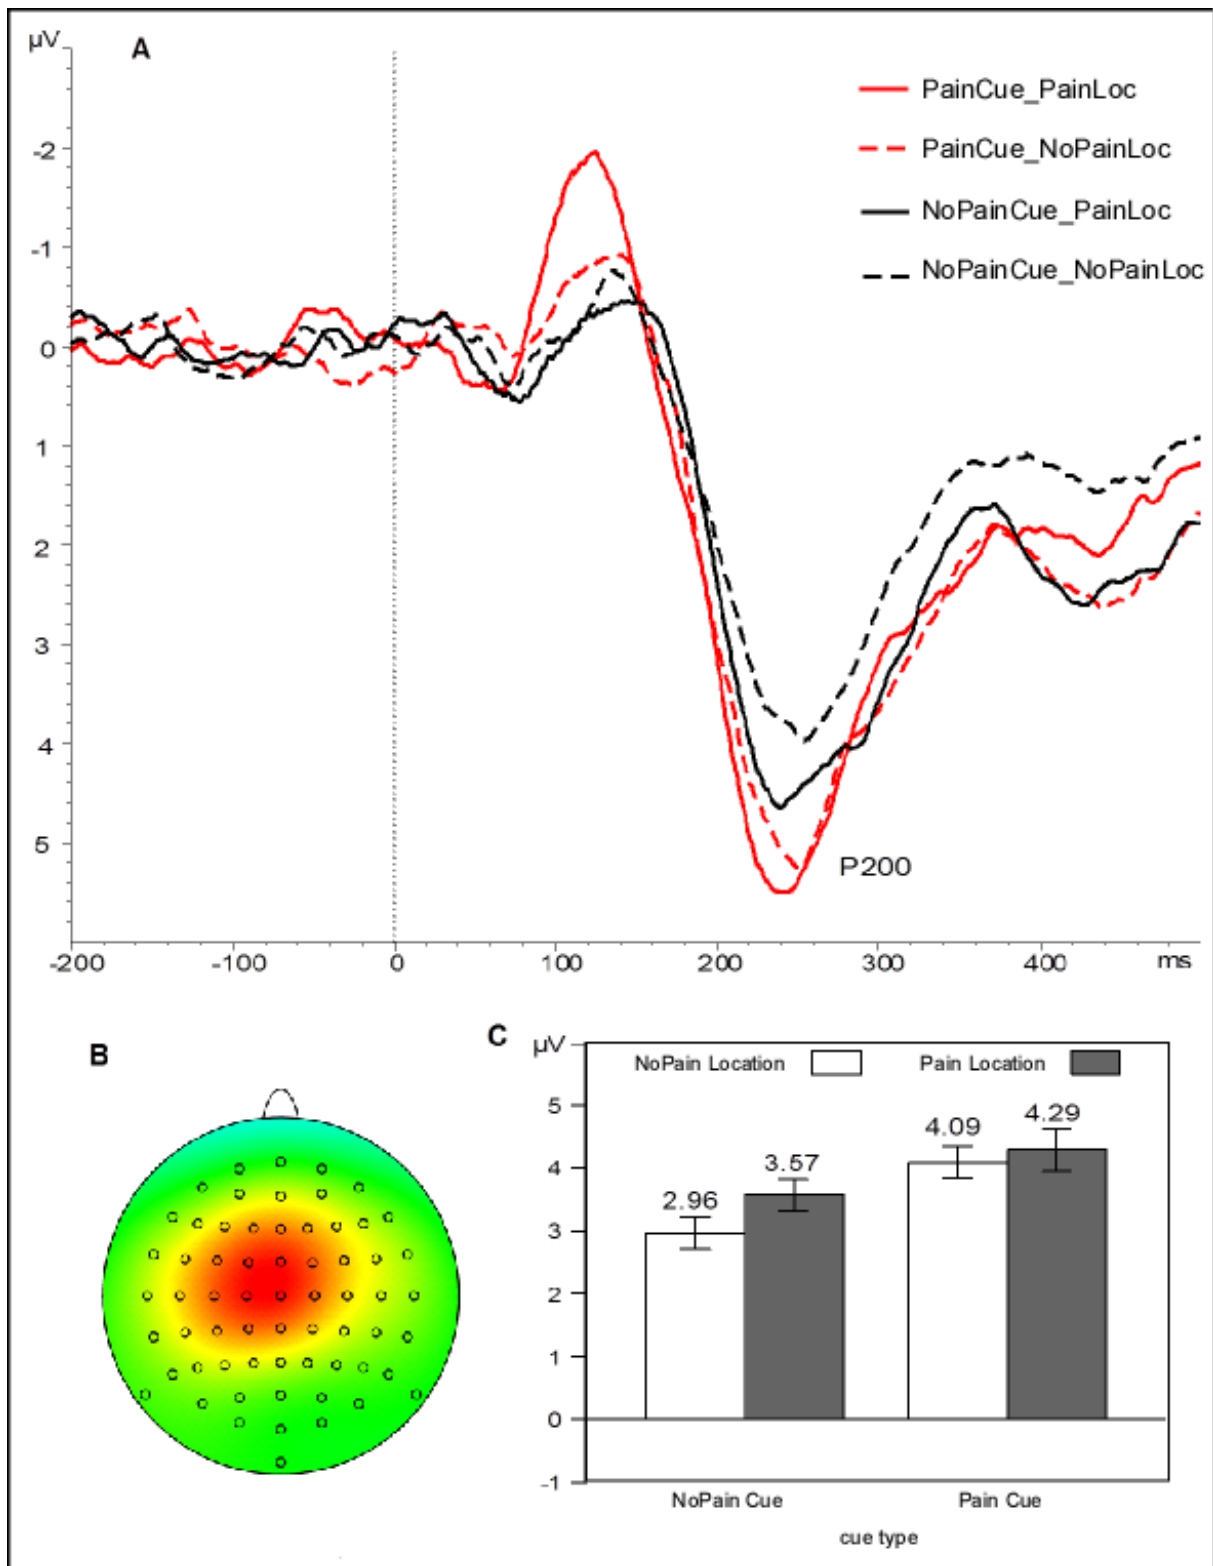 µV
A
PainCue_PainLoc
PainCue_NoPainLoc
NoPainCue_PainLoc
NoPainCue_NoPainLoc
-2
-1
0
1
2
3
4
5
P200
-200 -100 0 100 200 300 400 ms
B
C
µV
NoPain Location Pain Location
5
4
3
2
1
0
-1
2.96 3.57 4.09 4.29
NoPain Cue Pain Cue
cue type